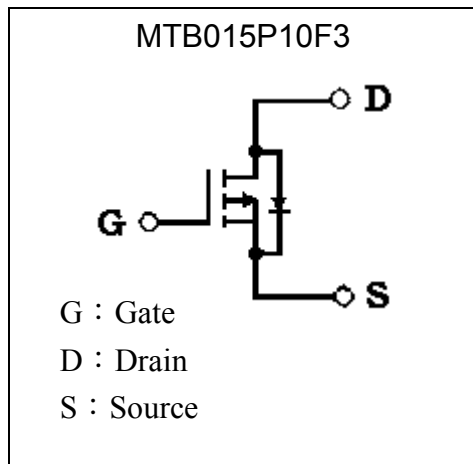 MTB015P10F3
D
G
S
G：Gate
D：Drain
S：Source